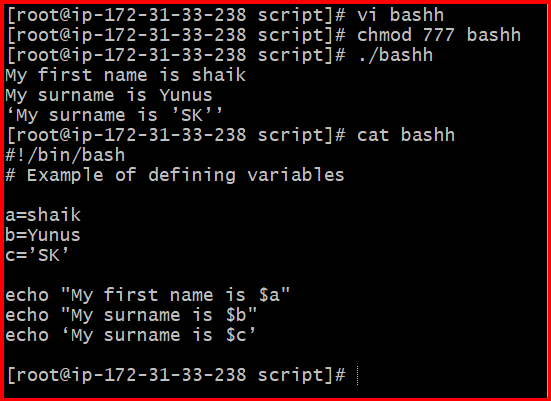 [root@ip-172-31-33-238 script]# vi bashh
[root@ip-172-31-33-238 script]# chmod 777 bashh
[root@ip-172-31-33-238 script]# ./bashh
My first name is shaik
My surname is Yunus
‘My surname is ’SK’’
[root@ip-172-31-33-238 script]# cat bashh
#!/bin/bash
# Example of defining variables
a=shaik
b=Yunus
c=’SK’
echo "My first name is $a"
echo "My surname is $b"
echo ‘My surname is $c’
[root@ip-172-31-33-238 script]#